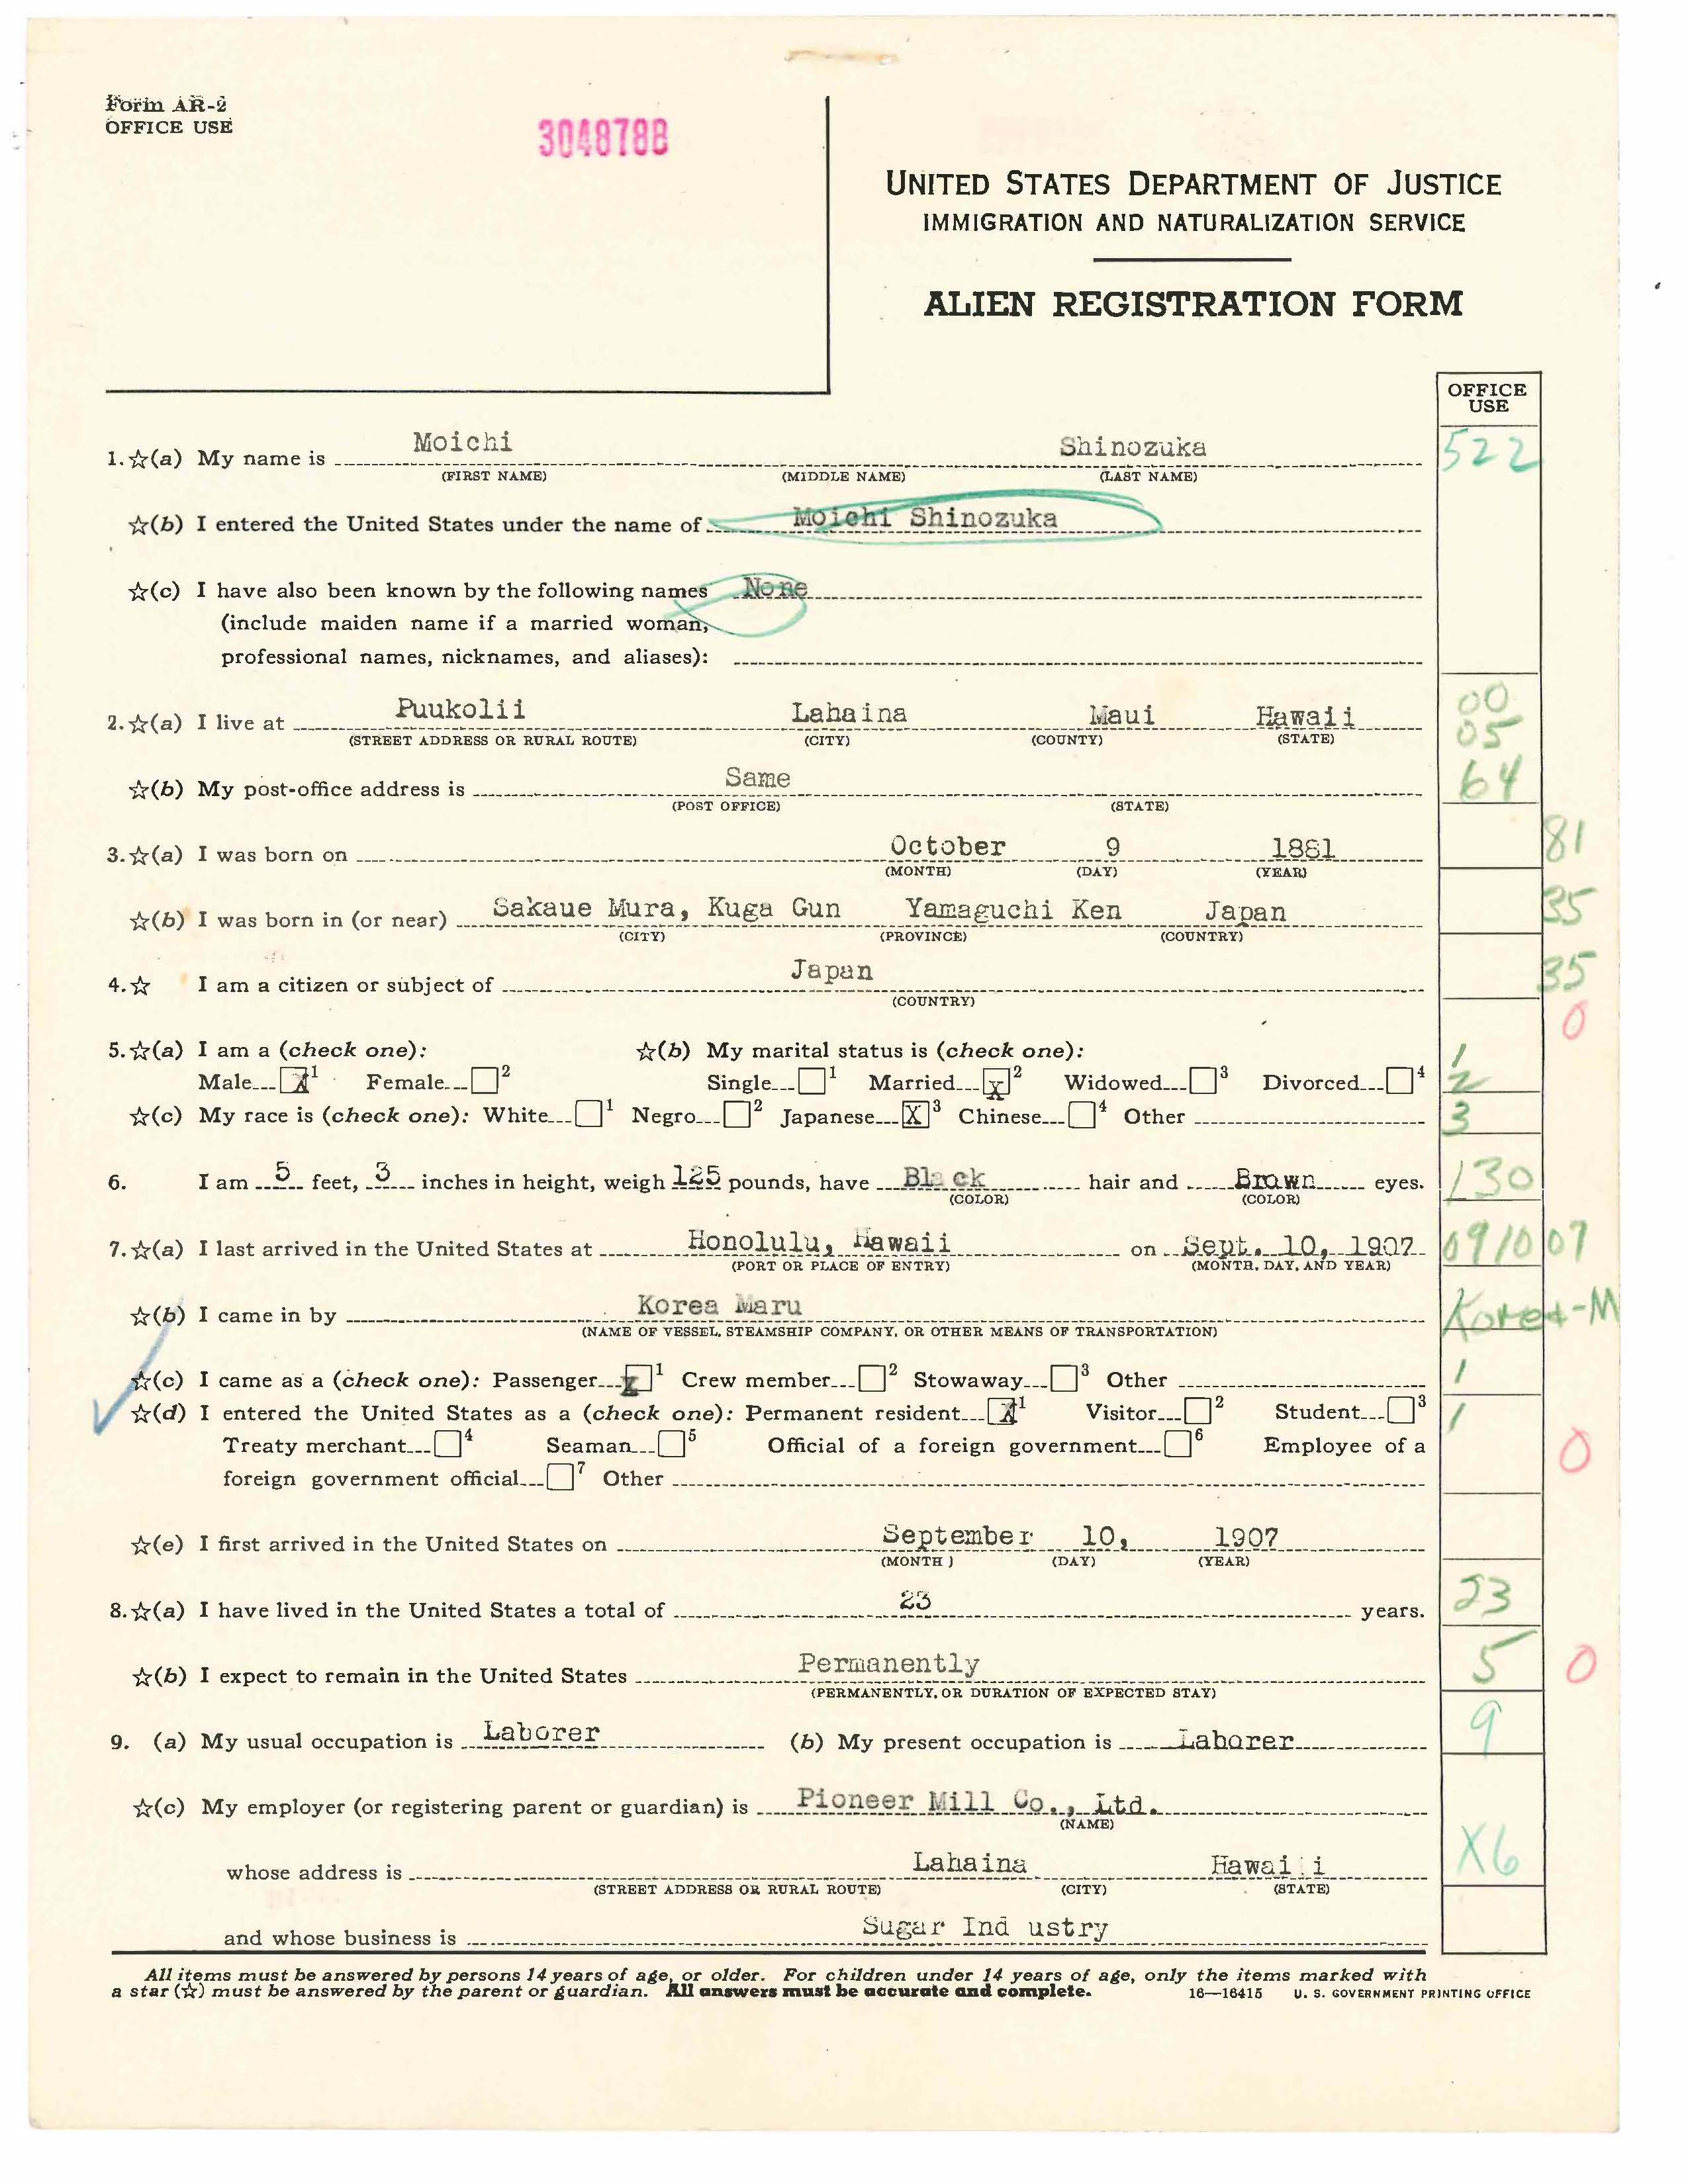 Form AR-2
OFFICE USE
3048788
UNITED STATES DEPARTMENT OF JUSTICE
IMMIGRATION AND NATURALIZATION SERVICE
ALIEN REGISTRATION FORM
OFFICE USE
1. ☆(a) My name is Moichi Shinozuka 522
(FIRST NAME) (MIDDLE NAME) (LAST NAME)
☆(b) I entered the United States under the name of Moichi Shinozuka
☆(c) I have also been known by the following names None
(include maiden name if a married woman,
professional names, nicknames, and aliases):
2. ☆(a) I live at Puukolii Lahaina Maui Hawaii 00 05
(STREET ADDRESS OR RURAL ROUTE) (CITY) (COUNTY) (STATE)
☆(b) My post-office address is Same 64
(POST OFFICE) (STATE)
3. ☆(a) I was born on October 9 1881 81
(MONTH) (DAY) (YEAR)
☆(b) I was born in (or near) Sakaue Mura, Kuga Gun Yamaguchi Ken Japan 35
(CITY) (PROVINCE) (COUNTRY)
4. ☆ I am a citizen or subject of Japan 35
(COUNTRY) 0
5. ☆(a) I am a (check one): ☆(b) My marital status is (check one): 1
Male X 1 Female 2 Single 1 Married X 2 Widowed 3 Divorced 4 2
☆(c) My race is (check one): White 1 Negro 2 Japanese X 3 Chinese 4 Other 3
6. I am 5 feet, 3 inches in height, weigh 125 pounds, have Black hair and Brown eyes. 130
(COLOR) (COLOR)
7. ☆(a) I last arrived in the United States at Honolulu, Hawaii on Sept. 10, 1907 09 10 07
(PORT OR PLACE OF ENTRY) (MONTH, DAY, AND YEAR)
☆(b) I came in by Korea Maru Korea-M
(NAME OF VESSEL, STEAMSHIP COMPANY, OR OTHER MEANS OF TRANSPORTATION)
☆(c) I came as a (check one): Passenger X 1 Crew member 2 Stowaway 3 Other 1
☆(d) I entered the United States as a (check one): Permanent resident X 1 Visitor 2 Student 3 1
Treaty merchant 4 Seaman 5 Official of a foreign government 6 Employee of a 0
foreign government official 7 Other
☆(e) I first arrived in the United States on September 10, 1907
(MONTH) (DAY) (YEAR)
8. ☆(a) I have lived in the United States a total of 23 years. 23
☆(b) I expect to remain in the United States Permanently 5 0
(PERMANENTLY, OR DURATION OF EXPECTED STAY)
9. (a) My usual occupation is Laborer (b) My present occupation is Laborer 9
☆(c) My employer (or registering parent or guardian) is Pioneer Mill Co., Ltd.
(NAME)
whose address is Lahaina Hawaii X6
(STREET ADDRESS OR RURAL ROUTE) (CITY) (STATE)
and whose business is Sugar Ind ustry
All items must be answered by persons 14 years of age, or older. For children under 14 years of age, only the items marked with
a star (☆) must be answered by the parent or guardian. All answers must be accurate and complete. 16—16415 U. S. GOVERNMENT PRINTING OFFICE